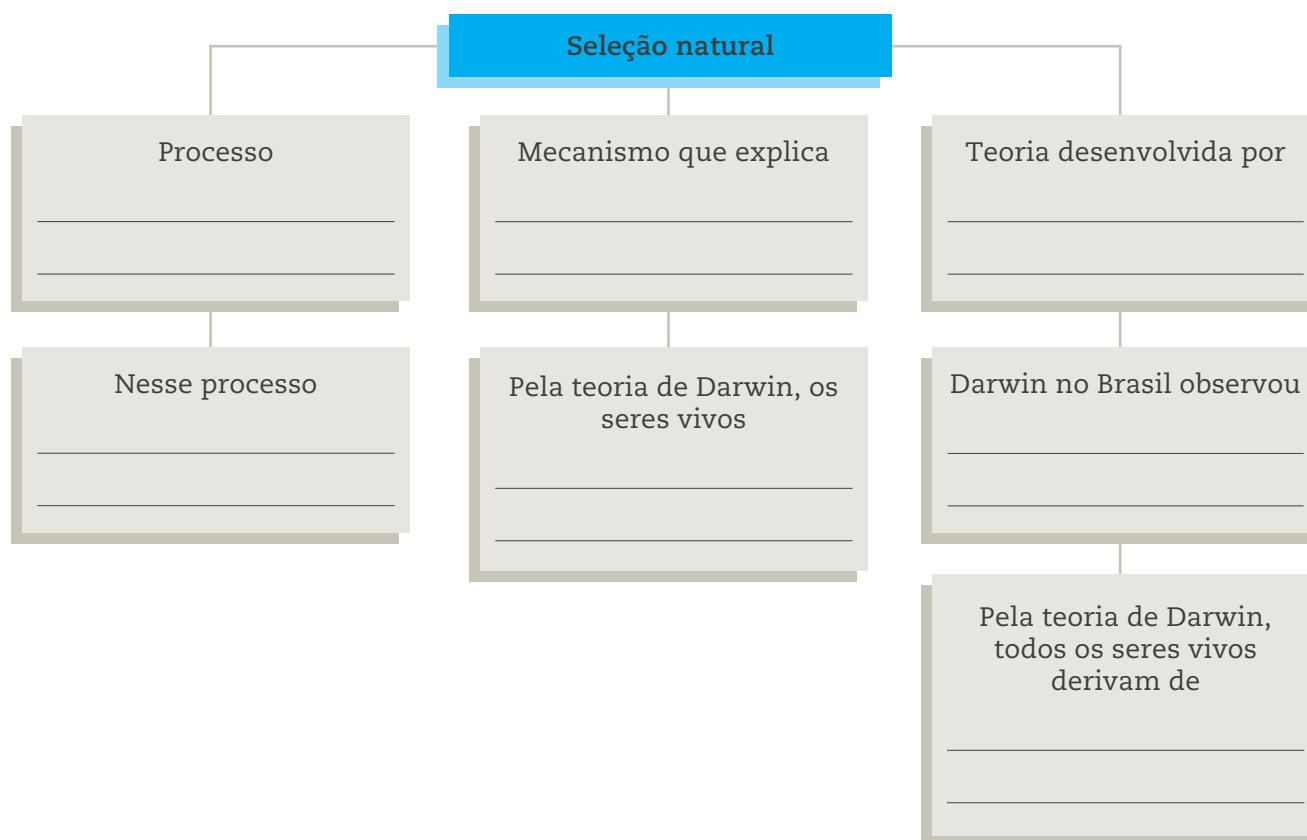 Seleção natural
Processo
Mecanismo que explica
Teoria desenvolvida por
Nesse processo
Pela teoria de Darwin, os
seres vivos
Darwin no Brasil observou
Pela teoria de Darwin,
todos os seres vivos
derivam de